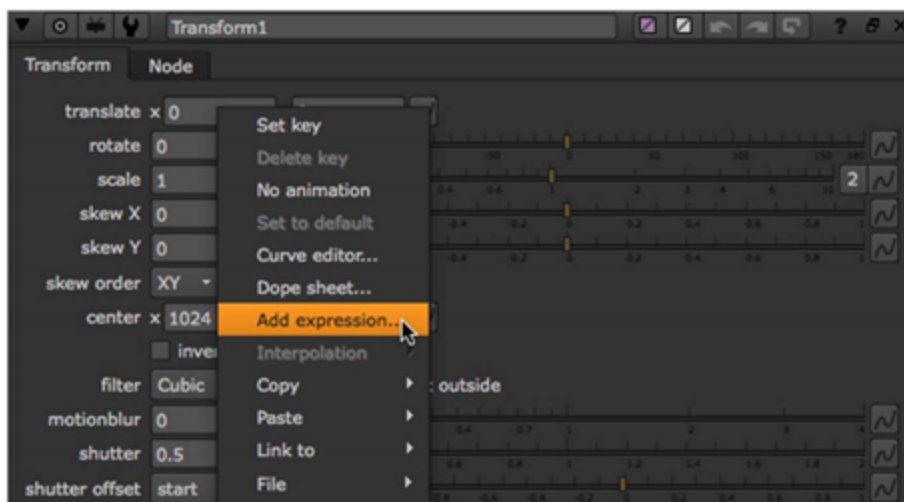 Transform1 ?
Transform Node
translate x 0
rotate 0
scale 1 2
skew X 0
skew Y 0
skew order XY
center x 1024
filter Cubic outside
motionblur 0
shutter 0.5
shutter offset start
Set key
Delete key
No animation
Set to default
Curve editor...
Dope sheet...
Add expression...
Interpolation
Copy
Paste
Link to
File